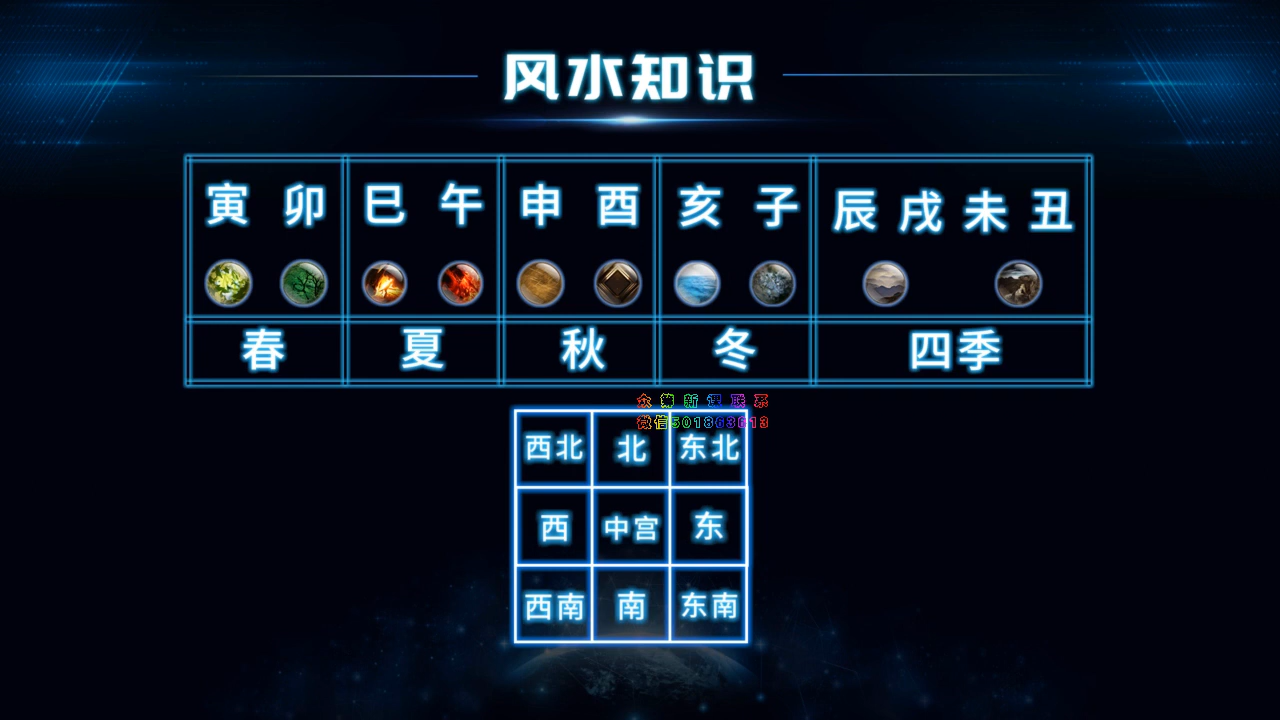 风水知识
寅 卯 巳 午 申 酉 亥 子 辰 戌 未 丑
春 夏 秋 冬 四季
众筹新课联系
微信501863613
西北 北 东北
西 中宫 东
西南 南 东南